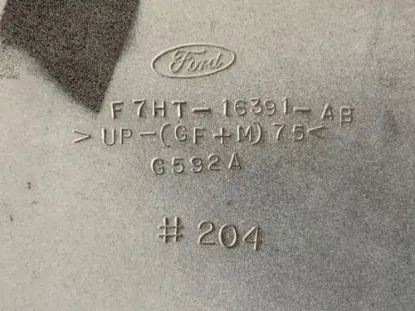 Ford
F7HT-16391-AB
>UP-(GF+M)75<
G592A
#204